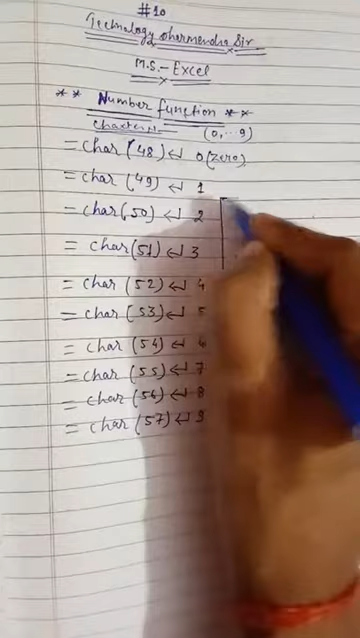 #20
Technology Dharmendra Sir
M.S.-Excel
** Number function **
Character (0,...9)
= char (48) ↵ 0 (zero)
= char (49) ↵ 1
= char (50) ↵ 2
= char (51) ↵ 3
= char (52) ↵ 4
= char (53) ↵ 5
= char (54) ↵ 6
= char (55) ↵ 7
= char (56) ↵ 8
= char (57) ↵ 9